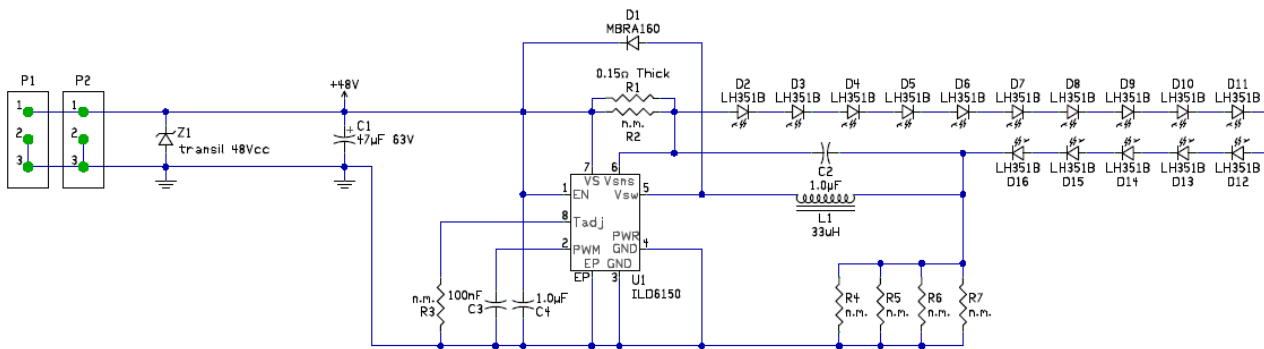 D1
MBRA160
P1 P2
0.15Ω Thick
+48V
R1
D2 D3 D4 D5 D6 D7 D8 D9 D10 D11
LH351B LH351B LH351B LH351B LH351B LH351B LH351B LH351B LH351B LH351B
1 1
n.m.
R2
2 2
Z1
transil 48Vcc
+
C1
47µF 63V
3 3
7 6
VS Vsns
C2
1.0µF
LH351B LH351B LH351B LH351B LH351B
D16 D15 D14 D13 D12
1 EN
Vsw 5
L1
33uH
8 Tadj
2 PWM
PWR
GND 4
EP GND
EP 3
U1
ILD6150
n.m.
R3
100nF
C3
1.0µF
C4
R4 R5 R6 R7
n.m. n.m. n.m. n.m.